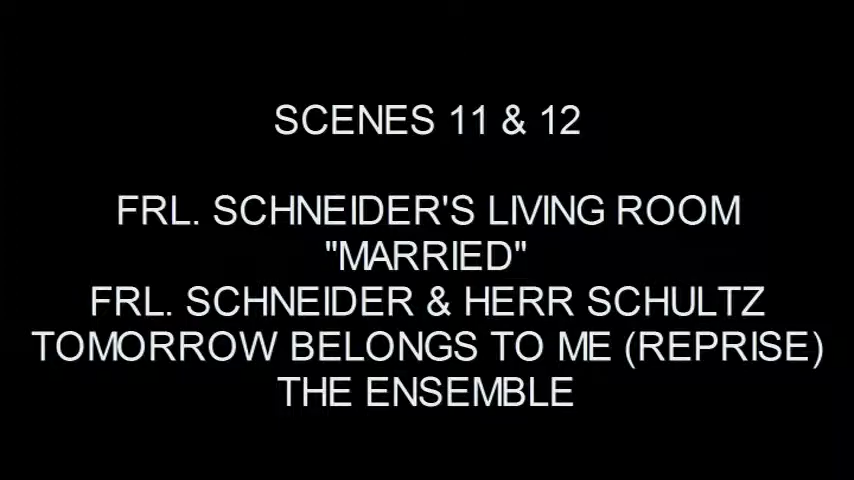 SCENES 11 & 12
FRL. SCHNEIDER'S LIVING ROOM
"MARRIED"
FRL. SCHNEIDER & HERR SCHULTZ
TOMORROW BELONGS TO ME (REPRISE)
THE ENSEMBLE